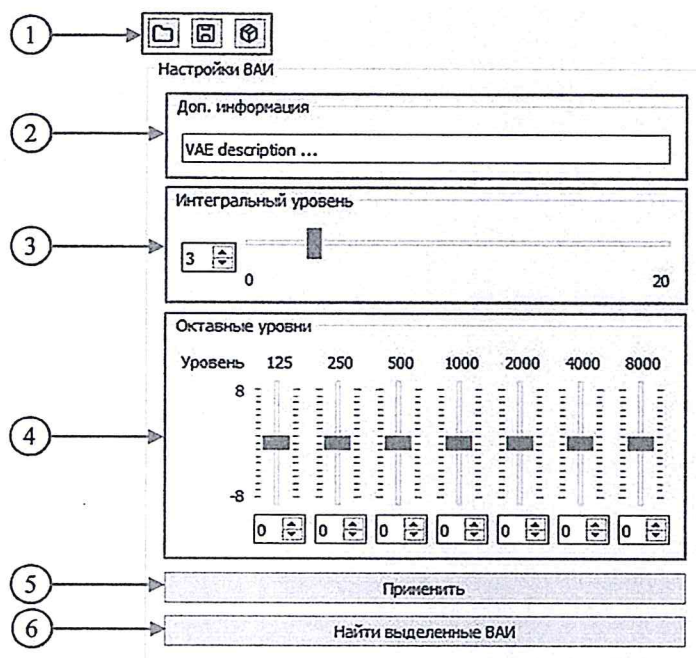 1
Настройки ВАИ
Доп. информация
2
VAE description ...
Интегральный уровень
3
3
0 20
Октавные уровни
Уровень 125 250 500 1000 2000 4000 8000
8
4
-8
0 0 0 0 0 0 0
5
Применить
6
Найти выделенные ВАИ